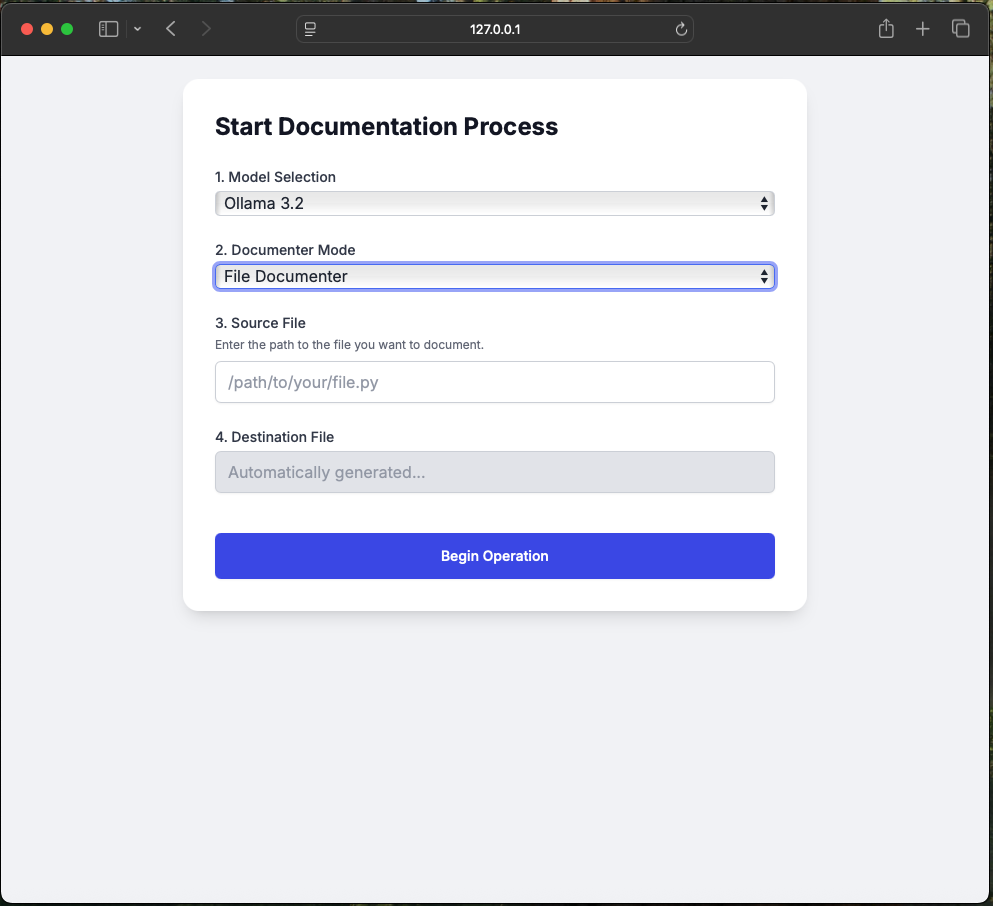 127.0.0.1
Start Documentation Process
1. Model Selection
Ollama 3.2
2. Documenter Mode
File Documenter
3. Source File
Enter the path to the file you want to document.
/path/to/your/file.py
4. Destination File
Automatically generated...
Begin Operation